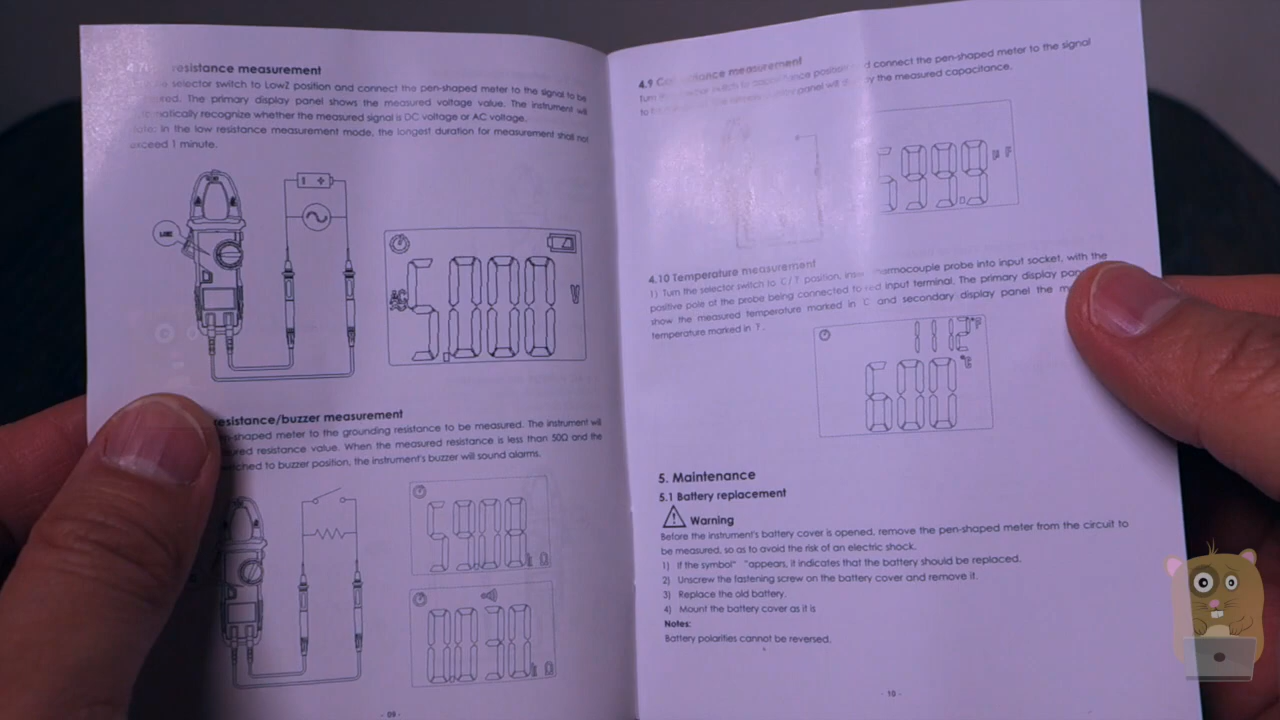 resistance measurement
selector switch to LowZ position and connect the pen-shaped meter to the signal to be
The primary display panel shows the measured voltage value. The instrument will
recognize whether the measured signal is DC voltage or AC voltage.
In the low resistance measurement mode, the longest duration for measurement shall not
exceed 1 minute.
5.000 V
resistance/buzzer measurement
-shaped meter to the grounding resistance to be measured. The instrument will
resistance value. When the measured resistance is less than 50Ω and the
to buzzer position, the instrument's buzzer will sound alarms.
- 09 -
4.9 measurement
connect the pen-shaped meter to the signal
panel will by the measured capacitance.
4.10 Temperature measurement
1) Turn the selector switch to °C/°F position, thermocouple probe into input socket, with the
positive pole of the probe being connected to red input terminal. The primary display
show the measured temperature marked in °C and secondary display panel the
temperature marked in
1112 °F
600 °C
5. Maintenance
5.1 Battery replacement
Warning
Before the instrument's battery cover is opened, remove the pen-shaped meter from the circuit to
be measured, so as to avoid the risk of an electric shock.
1) If the symbol" "appears, it indicates that the battery should be replaced.
2) Unscrew the fastening screw on the battery cover and remove it.
3) Replace the old battery.
4) Mount the battery cover as it is
Notes:
Battery polarities cannot be reversed.
- 10 -